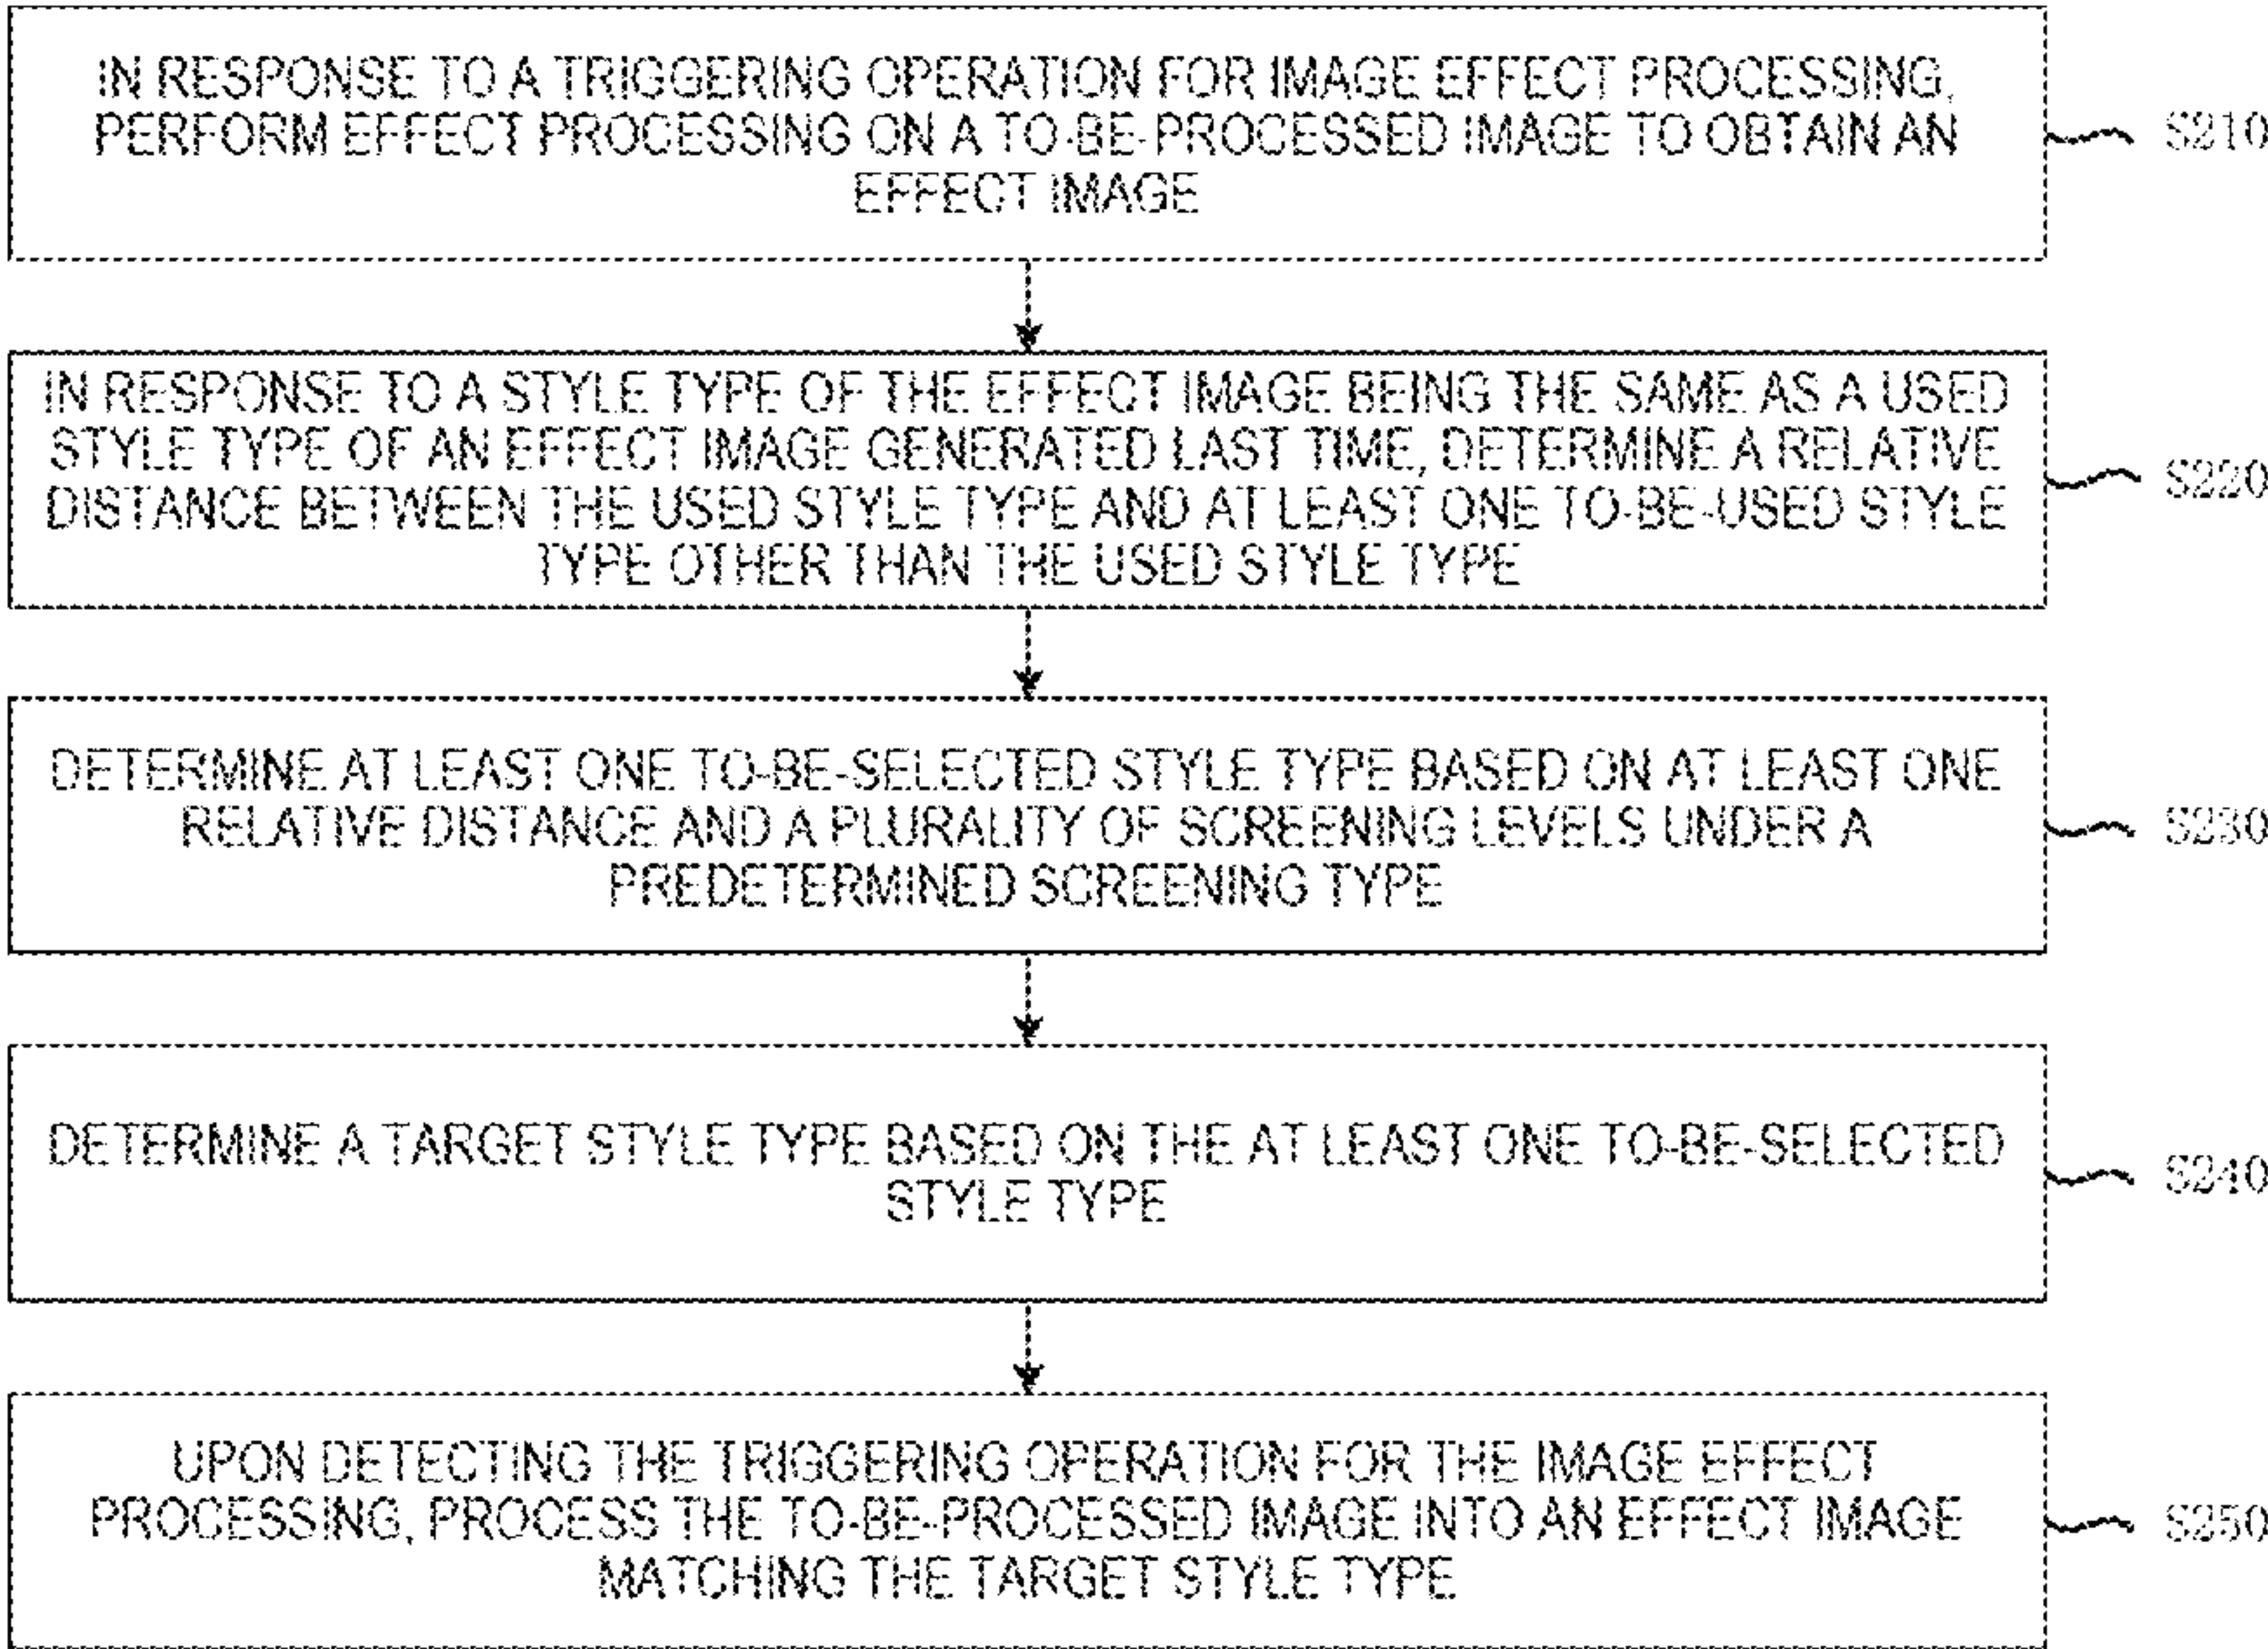 IN RESPONSE TO A TRIGGERING OPERATION FOR IMAGE EFFECT PROCESSING,
PERFORM EFFECT PROCESSING ON A TO-BE-PROCESSED IMAGE TO OBTAIN AN
EFFECT IMAGE
S210
IN RESPONSE TO A STYLE TYPE OF THE EFFECT IMAGE BEING THE SAME AS A USED
STYLE TYPE OF AN EFFECT IMAGE GENERATED LAST TIME, DETERMINE A RELATIVE
DISTANCE BETWEEN THE USED STYLE TYPE AND AT LEAST ONE TO-BE-USED STYLE
TYPE OTHER THAN THE USED STYLE TYPE
S220
DETERMINE AT LEAST ONE TO-BE-SELECTED STYLE TYPE BASED ON AT LEAST ONE
RELATIVE DISTANCE AND A PLURALITY OF SCREENING LEVELS UNDER A
PREDETERMINED SCREENING TYPE
S230
DETERMINE A TARGET STYLE TYPE BASED ON THE AT LEAST ONE TO-BE-SELECTED
STYLE TYPE
S240
UPON DETECTING THE TRIGGERING OPERATION FOR THE IMAGE EFFECT
PROCESSING, PROCESS THE TO-BE-PROCESSED IMAGE INTO AN EFFECT IMAGE
MATCHING THE TARGET STYLE TYPE
S250